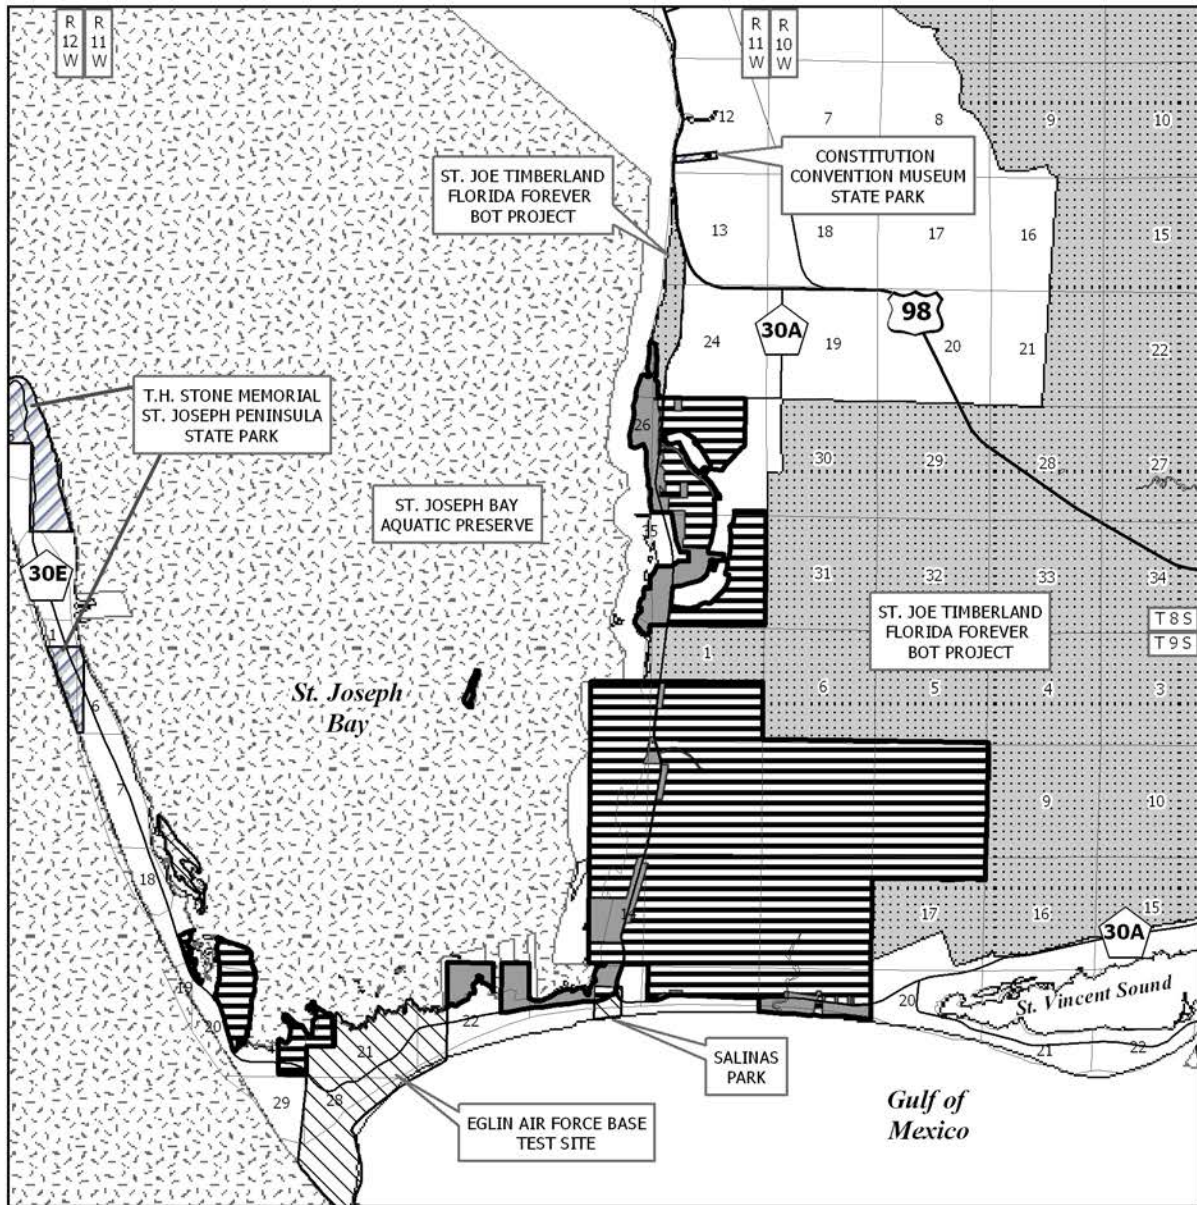 R
12
W
R
11
W
R
11
W
R
10
W
12
7
8
9
10
CONSTITUTION
CONVENTION MUSEUM
STATE PARK
ST. JOE TIMBERLAND
FLORIDA FOREVER
BOT PROJECT
13
18
17
16
15
98
30A
24
19
20
21
22
T.H. STONE MEMORIAL
ST. JOSEPH PENINSULA
STATE PARK
26
30
29
28
27
ST. JOSEPH BAY
AQUATIC PRESERVE
35
30E
31
32
33
34
ST. JOE TIMBERLAND
FLORIDA FOREVER
BOT PROJECT
T 8 S
T 9 S
1
1
6
5
4
3
St. Joseph
Bay
6
7
9
10
18
14
17
16
15
30A
19
20
22
20
St. Vincent Sound
21
21
22
SALINAS
PARK
29
28
EGLIN AIR FORCE BASE
TEST SITE
Gulf of
Mexico